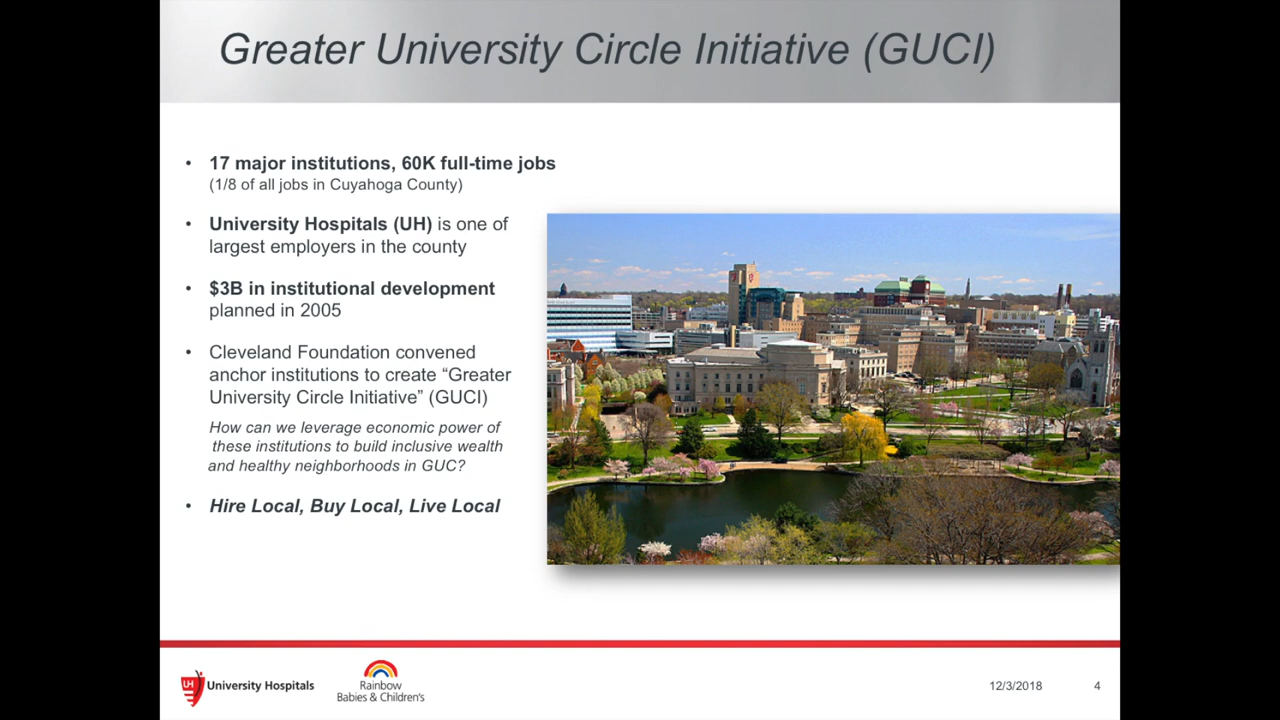 Greater University Circle Initiative (GUCI)
• 17 major institutions, 60K full-time jobs
(1/8 of all jobs in Cuyahoga County)
• University Hospitals (UH) is one of
largest employers in the county
• $3B in institutional development
planned in 2005
• Cleveland Foundation convened
anchor institutions to create “Greater
University Circle Initiative” (GUCI)
How can we leverage economic power of
these institutions to build inclusive wealth
and healthy neighborhoods in GUC?
• Hire Local, Buy Local, Live Local
UH University Hospitals
Rainbow
Babies & Children's
12/3/2018
4